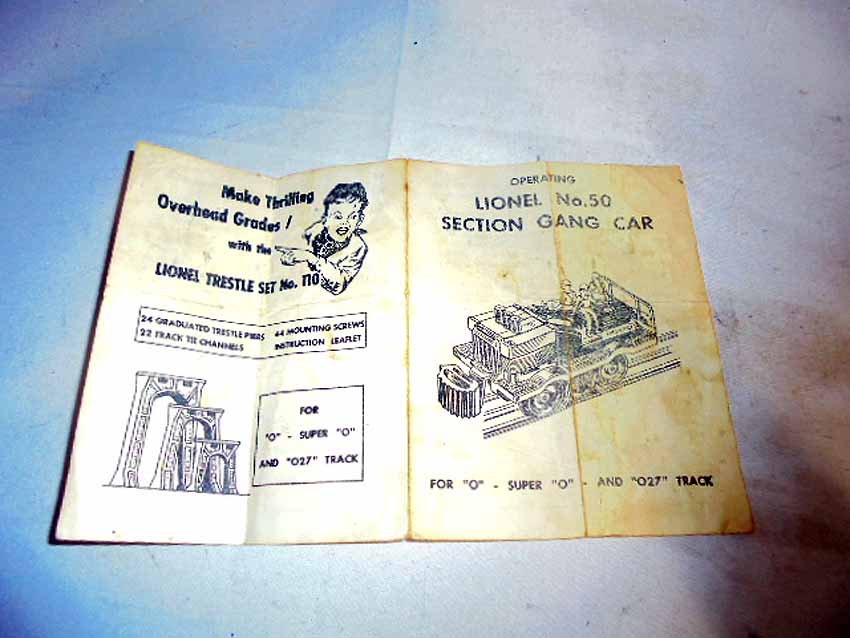 Make Thrilling
Overhead Grades!
with the
LIONEL TRESTLE SET No. 110
24 GRADUATED TRESTLE PIERS
22 TRACK TIE CHANNELS
44 MOUNTING SCREWS
INSTRUCTION LEAFLET
FOR
"O" - SUPER "O"
AND "O27" TRACK
OPERATING
LIONEL No.50
SECTION GANG CAR
FOR "O" - SUPER "O" - AND "O27" TRACK